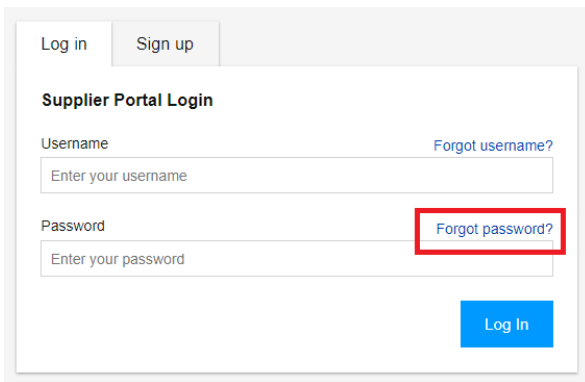 Log in Sign up
Supplier Portal Login
Username Forgot username?
Enter your username
Password Forgot password?
Enter your password
Log In